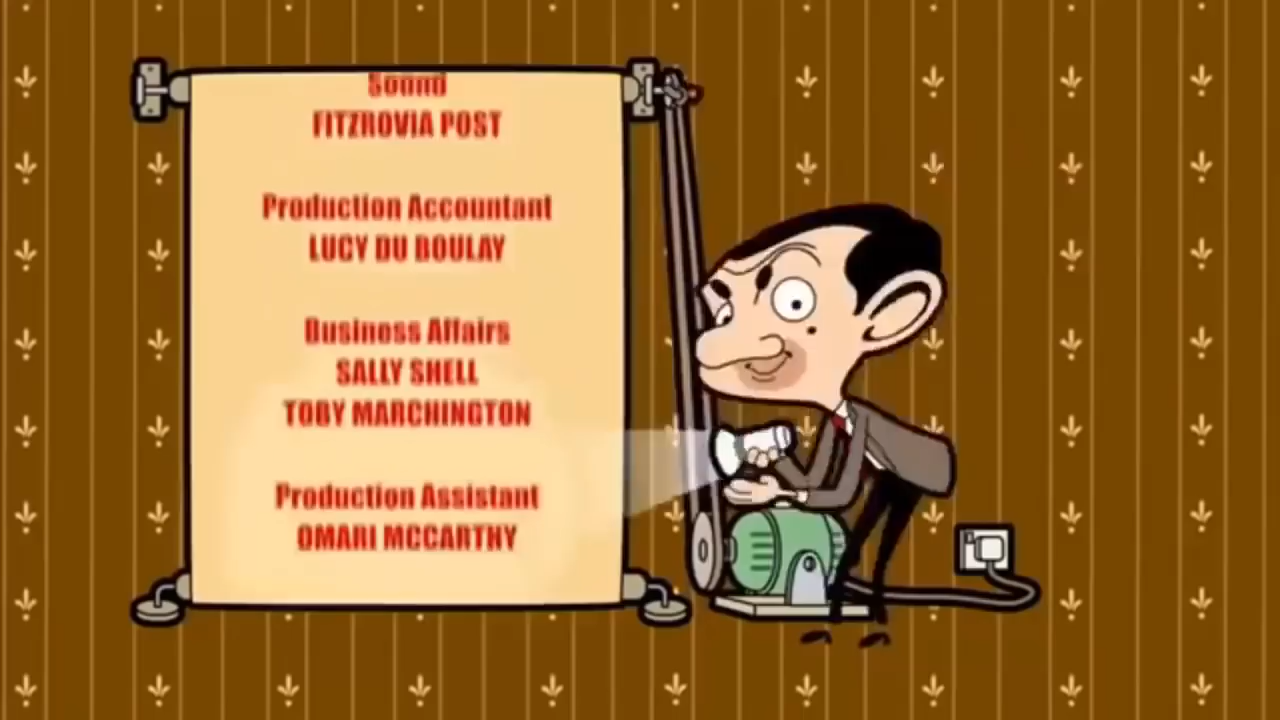 Sound
FITZROVIA POST
Production Accountant
LUCY DU BOULAY
Business Affairs
SALLY SHELL
TOBY MARCHINGTON
Production Assistant
OMARI MCCARTHY